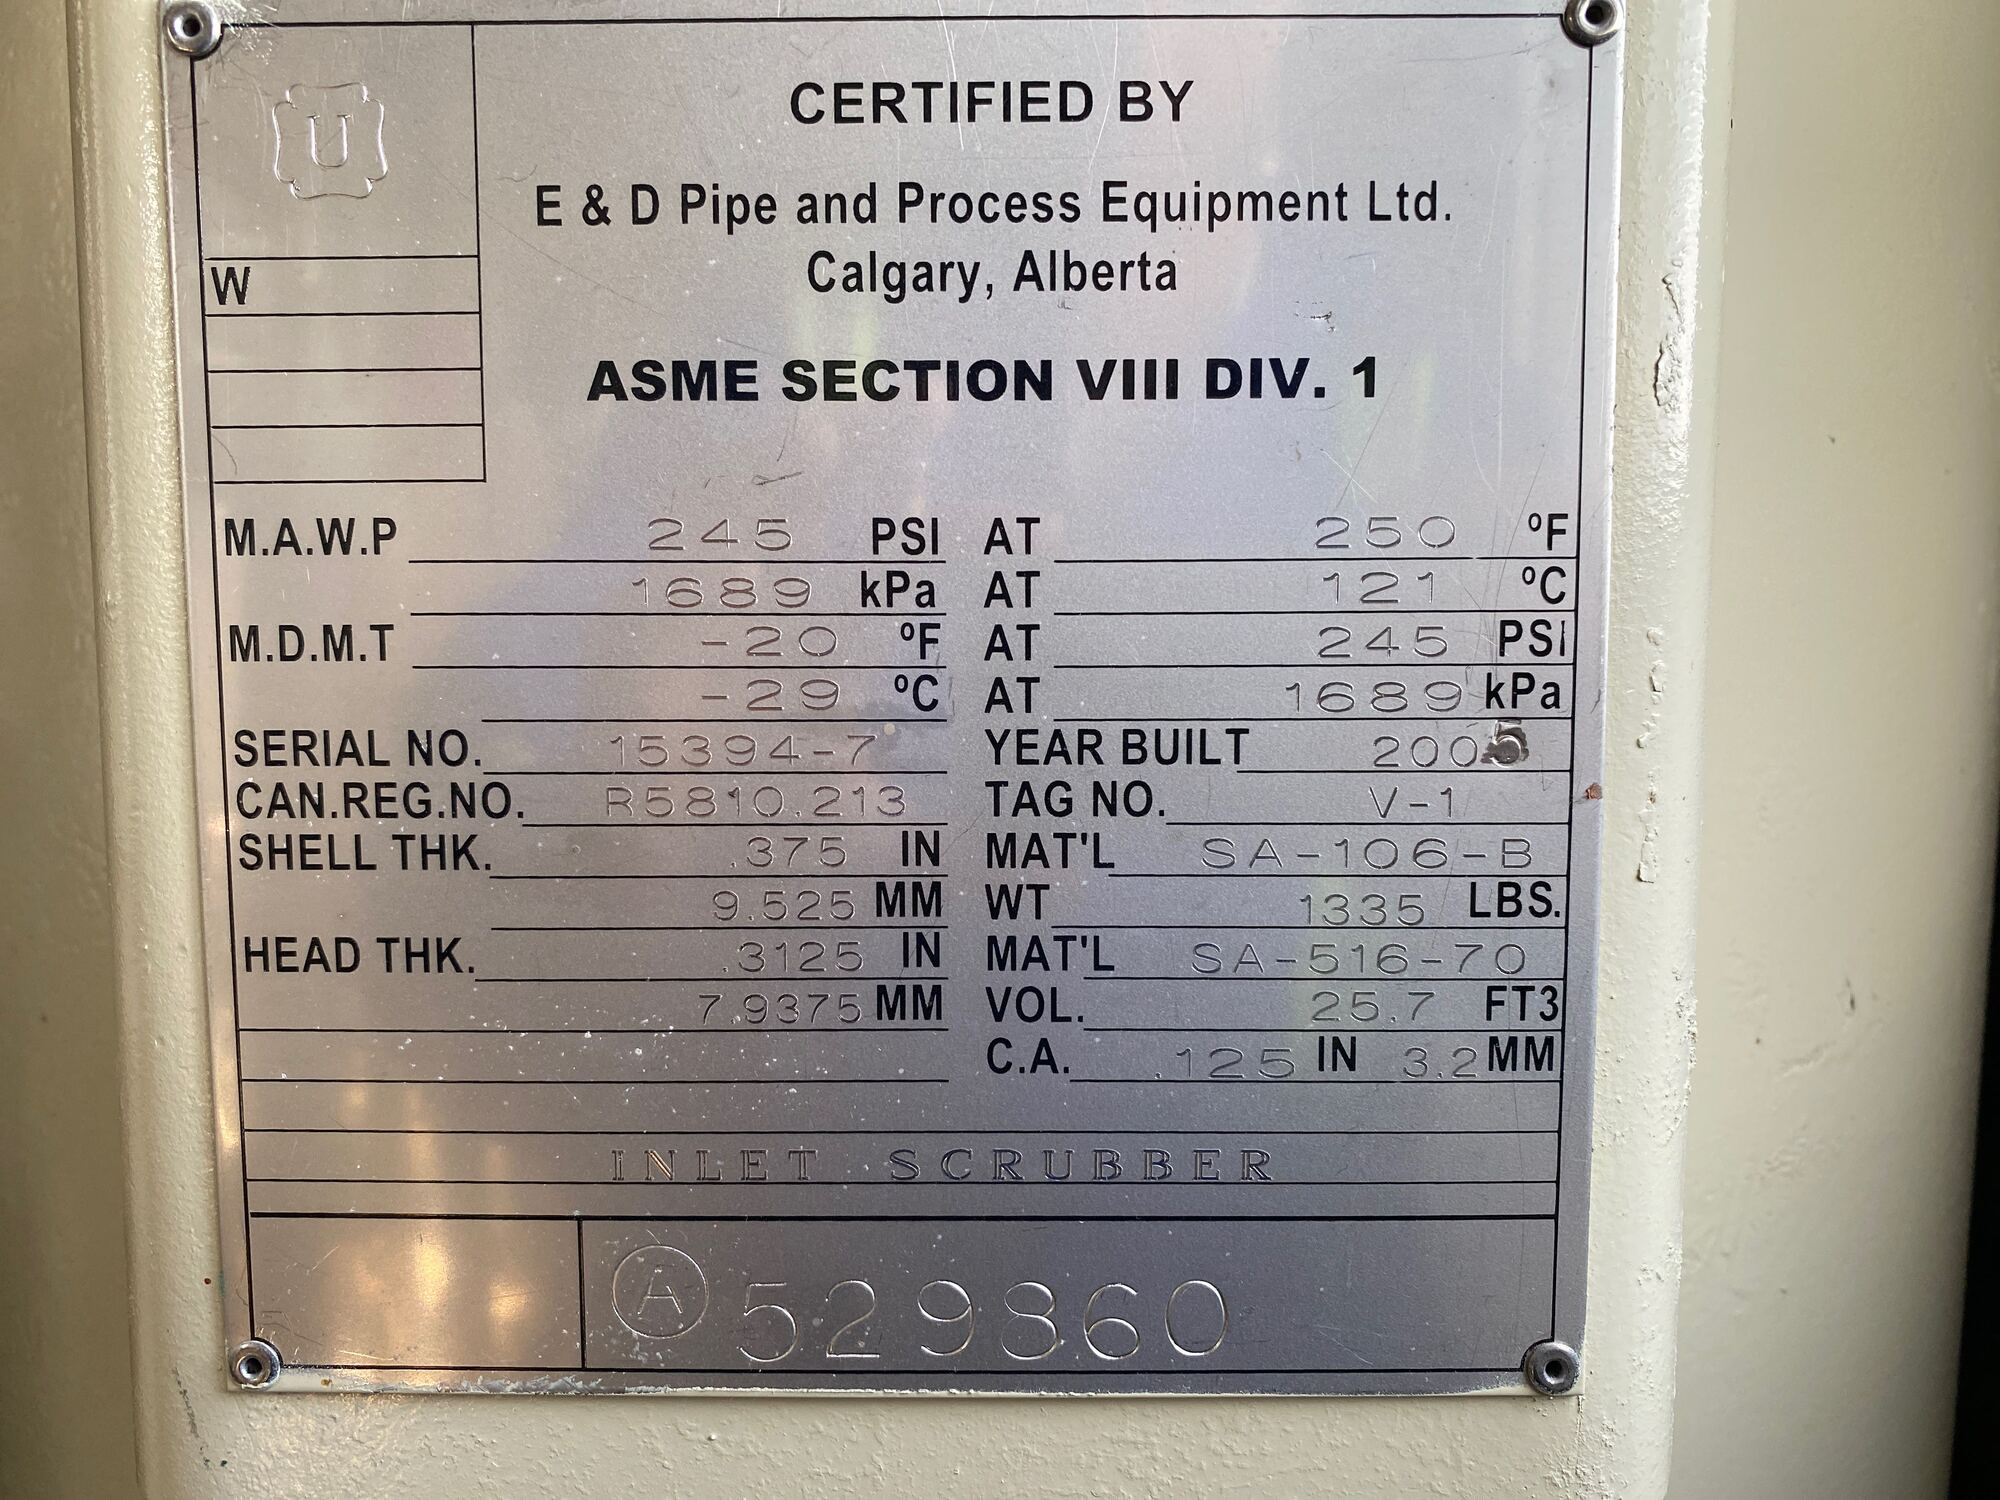 U
CERTIFIED BY
E & D Pipe and Process Equipment Ltd.
Calgary, Alberta
W
ASME SECTION VIII DIV. 1
M.A.W.P 245 PSI AT 250 ºF
1689 kPa AT 121 ºC
M.D.M.T -20 ºF AT 245 PSI
-29 ºC AT 1689 kPa
SERIAL NO. 15394-7 YEAR BUILT 2005
CAN.REG.NO. R5810.213 TAG NO. V-1
SHELL THK. .375 IN MAT'L SA-106-B
9.525 MM WT 1335 LBS.
HEAD THK. .3125 IN MAT'L SA-516-70
7.9375 MM VOL. 25.7 FT3
C.A. .125 IN 3.2 MM
INLET SCRUBBER
A 529860